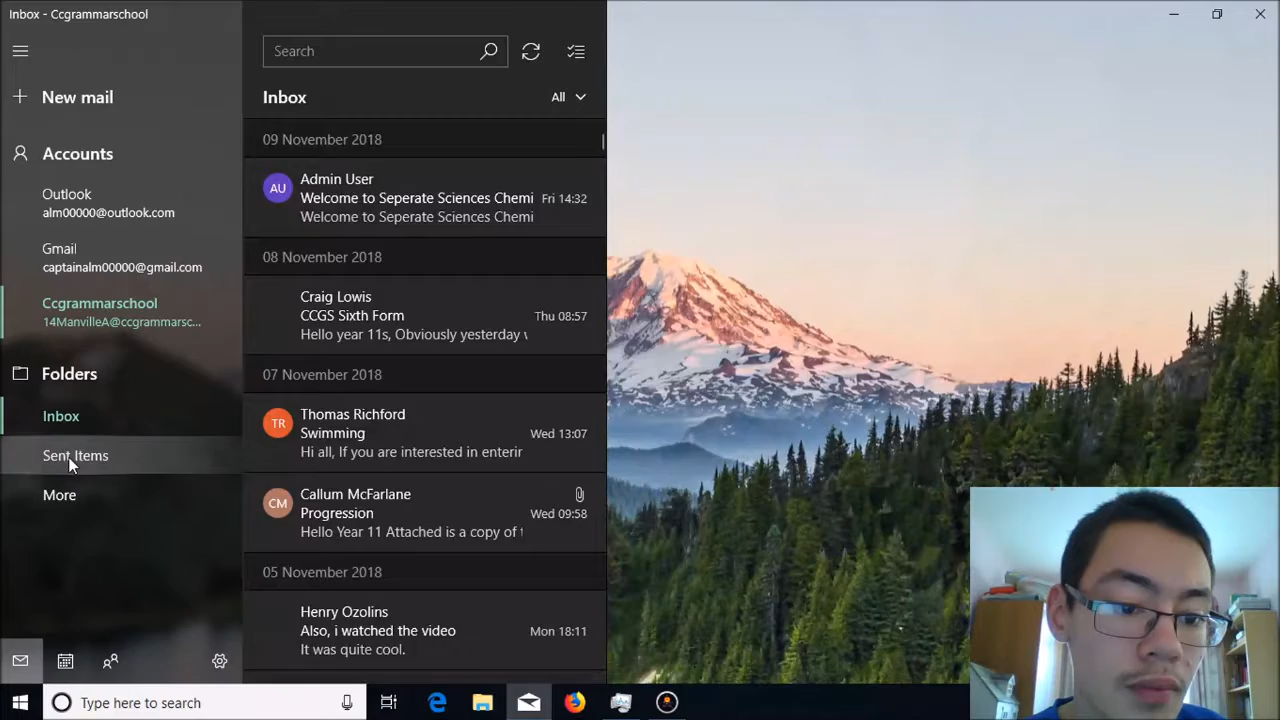 Inbox - Ccgrammarschool
New mail
Accounts
Outlook
alm00000@outlook.com
Gmail
captainalm00000@gmail.com
Ccgrammarschool
14ManvilleA@ccgrammarsc...
Folders
Inbox
Sent Items
More
Search
Inbox
All
09 November 2018
AU
Admin User
Welcome to Seperate Sciences Chemi
Fri 14:32
Welcome to Seperate Sciences Chemi
08 November 2018
Craig Lowis
CCGS Sixth Form
Thu 08:57
Hello year 11s, Obviously yesterday
07 November 2018
TR
Thomas Richford
Swimming
Wed 13:07
Hi all, If you are interested in enterir
CM
Callum McFarlane
Progression
Wed 09:58
Hello Year 11 Attached is a copy of
05 November 2018
Henry Ozolins
Also, i watched the video
Mon 18:11
It was quite cool.
Type here to search